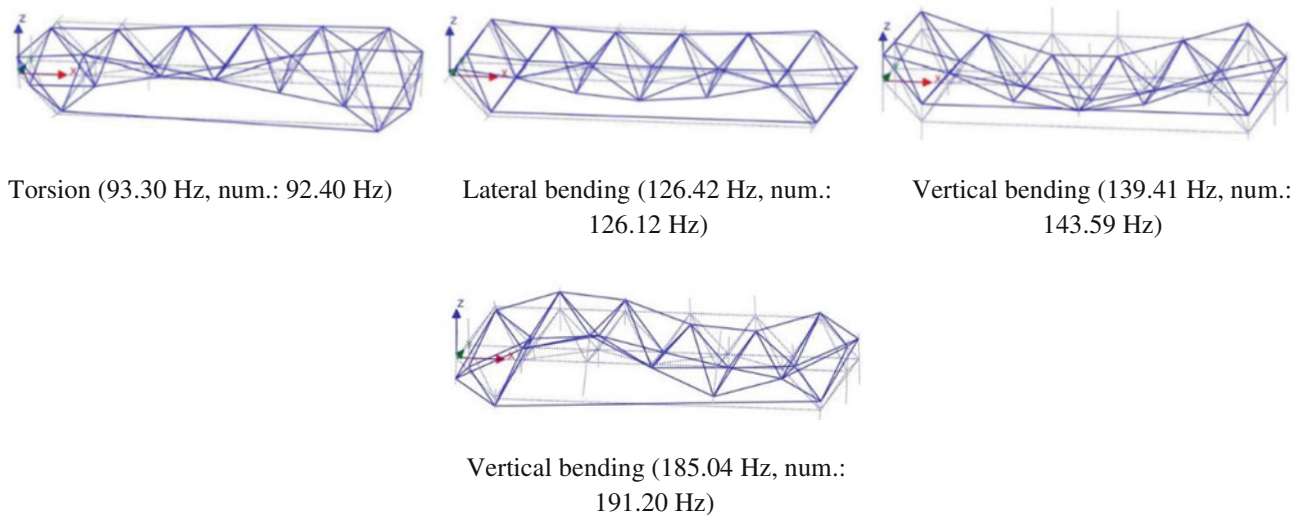 z
x
z
x
z
x
Torsion (93.30 Hz, num.: 92.40 Hz)
Lateral bending (126.42 Hz, num.:
126.12 Hz)
Vertical bending (139.41 Hz, num.:
143.59 Hz)
z
x
Vertical bending (185.04 Hz, num.:
191.20 Hz)